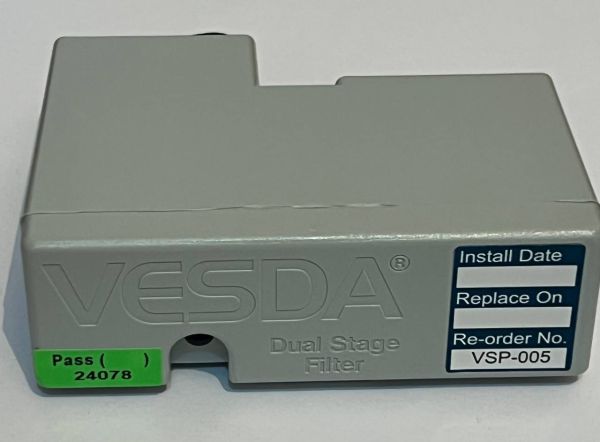 VESDA®
Dual Stage
Filter
Install Date
Replace On
Re-order No.
VSP-005
Pass ( )
24078